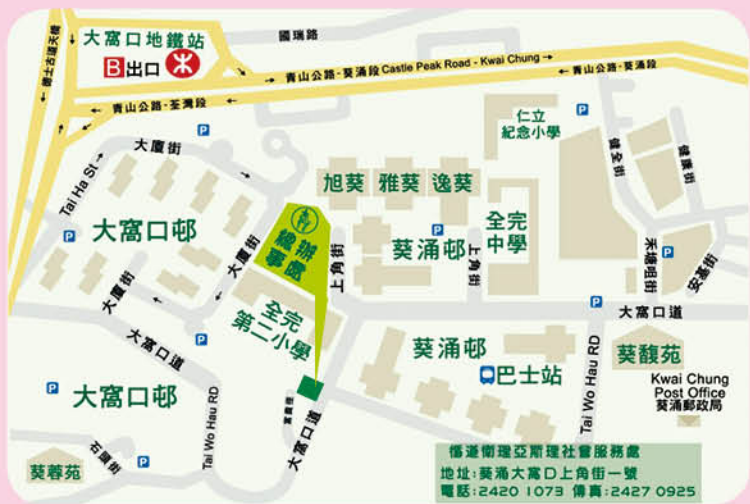 大窩口地鐵站
B出口
國瑞路
德士古道天橋
青山公路-葵涌段 Castle Peak Road - Kwai Chung
青山公路-葵涌段
青山公路-荃灣段
P
仁立
紀念小學
大廈街
Tai Ha St
健全街
健康街
旭葵
雅葵
逸葵
全完
中學
大窩口邨
P
總辦
事處
P
葵涌邨
上角街
上角街
P
禾塘咀街
安基街
大廈街
大廈街
全完
第二小學
P
大窩口道
大窩口道
葵涌邨
巴士站
葵馥苑
Tai Wo Hau RD
Kwai Chung
Post Office
葵涌郵政局
P
大窩口邨
Tai Wo Hau RD
富貴徑
大窩口道
石頭街
P
葵蓉苑
循道衛理亞斯理社會服務處
地址:葵涌大窩口上角街一號
電話:2420 1073 傳真:2427 0925